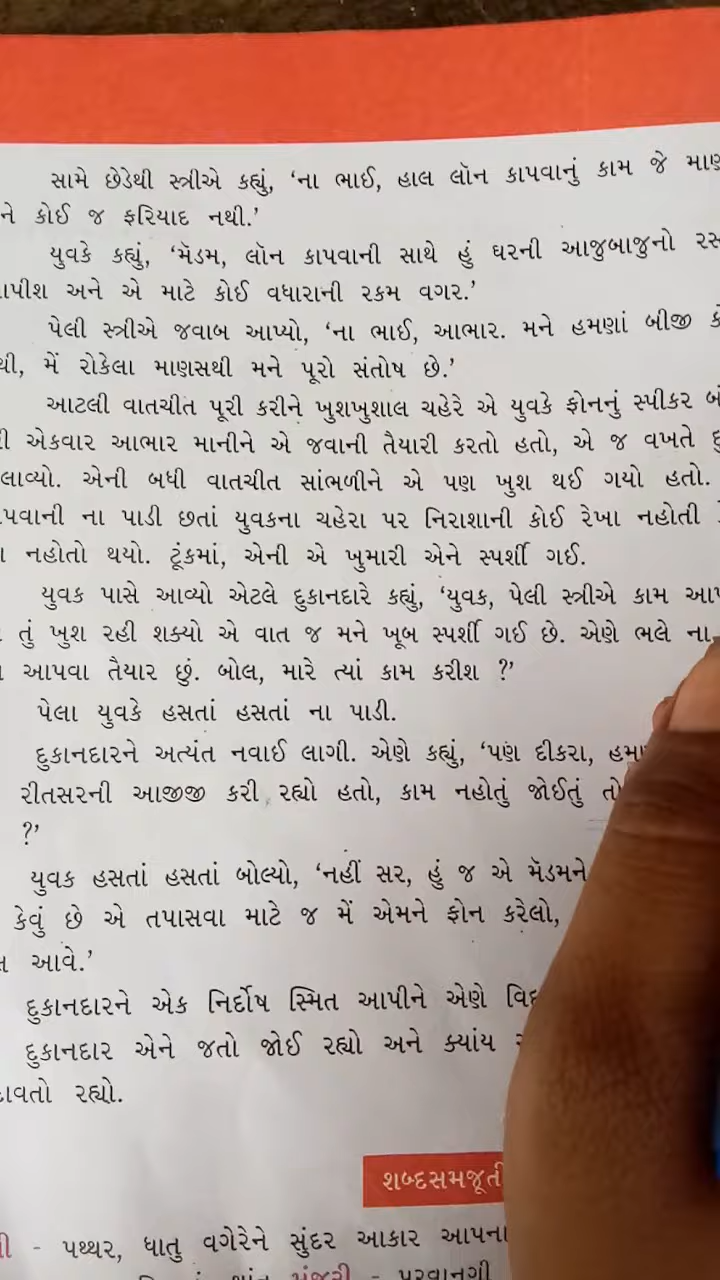 સામે છેડેથી સ્ત્રીએ કહ્યું, ‘ના ભાઈ, હાલ લૉન કાપવાનું કામ જે
ને કોઈ જ ફરિયાદ નથી.’
યુવકે કહ્યું, ‘મૅડમ, લૉન કાપવાની સાથે હું ઘરની આજુબાજુનો
અને એ માટે કોઈ વધારાની રકમ વગર.’
પેલી સ્ત્રીએ જવાબ આપ્યો, ‘ના ભાઈ, આભાર. મને હમણાં બીજી
મેં રોકેલા માણસથી મને પૂરો સંતોષ છે.’
આટલી વાતચીત પૂરી કરીને ખુશખુશાલ ચહેરે એ યુવકે ફોનનું સ્પીકર
એકવાર આભાર માનીને એ જવાની તૈયારી કરતો હતો, એ જ વખતે
લાવ્યો. એની બધી વાતચીત સાંભળીને એ પણ ખુશ થઈ ગયો હતો.
પવાની ના પાડી છતાં યુવકના ચહેરા પર નિરાશાની કોઈ રેખા નહોતી
નહોતો થયો. ટૂંકમાં, એની એ ખુમારી એને સ્પર્શી ગઈ.
યુવક પાસે આવ્યો એટલે દુકાનદારે કહ્યું, ‘યુવક, પેલી સ્ત્રીએ કામ
તું ખુશ રહી શક્યો એ વાત જ મને ખૂબ સ્પર્શી ગઈ છે. એણે ભલે ના
આપવા તૈયાર છું. બોલ, મારે ત્યાં કામ કરીશ ?’
પેલા યુવકે હસતાં હસતાં ના પાડી.
દુકાનદારને અત્યંત નવાઈ લાગી. એણે કહ્યું, ‘પણ દીકરા,
રીતસરની આજીજી કરી રહ્યો હતો, કામ નહોતું જોઈતું તો
?’
યુવક હસતાં હસતાં બોલ્યો, ‘નહીં સર, હું જ એ મૅડમને
કેવું છે એ તપાસવા માટે જ મેં એમને ફોન કરેલો,
આવે.’
દુકાનદારને એક નિર્દોષ સ્મિત આપીને એણે
દુકાનદાર એને જતો જોઈ રહ્યો અને ક્યાંય
રહ્યો.
શબ્દસમજૂતી
- પથ્થર, ધાતુ વગેરેને સુંદર આકાર
મંજૂરી - પરવાનગી